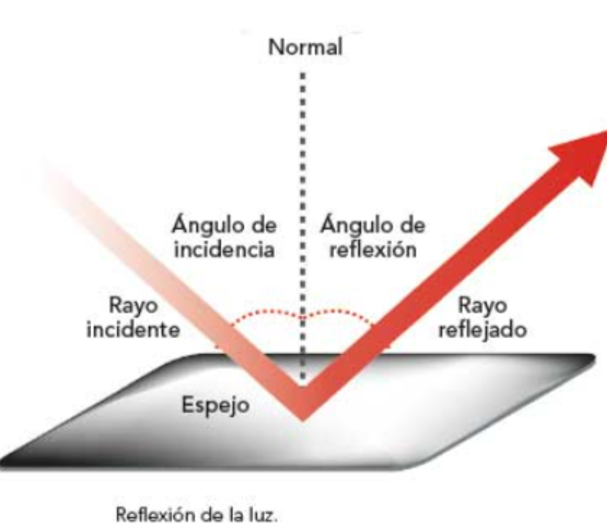 Normal
Ángulo de
incidencia
Ángulo de
reflexión
Rayo
incidente
Rayo
reflejado
Espejo
Reflexión de la luz.